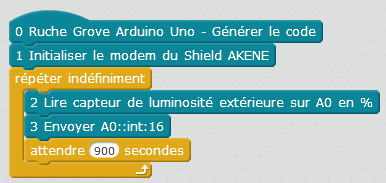 0 Ruche Grove Arduino Uno - Générer le code
1 Initialiser le modem du Shield AKENE
répéter indéfiniment
2 Lire capteur de luminosité extérieure sur A0 en %
3 Envoyer A0::int:16
attendre 900 secondes